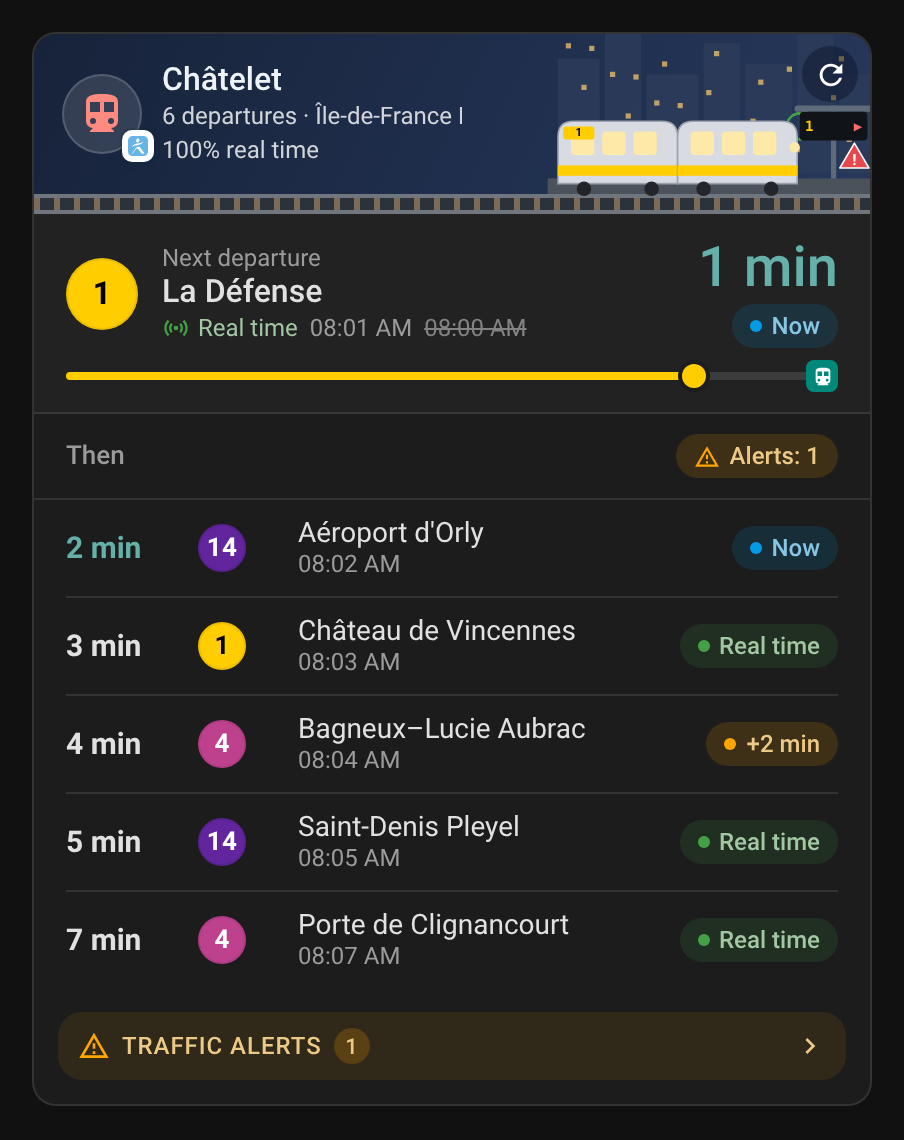 Châtelet
6 departures · Île-de-France I
100% real time
1
1
1
Next departure
La Défense
Real time 08:01 AM 08:00 AM
1 min
Now
Then
Alerts: 1
2 min
14
Aéroport d'Orly
08:02 AM
Now
3 min
1
Château de Vincennes
08:03 AM
Real time
4 min
4
Bagneux–Lucie Aubrac
08:04 AM
+2 min
5 min
14
Saint-Denis Pleyel
08:05 AM
Real time
7 min
4
Porte de Clignancourt
08:07 AM
Real time
TRAFFIC ALERTS 1